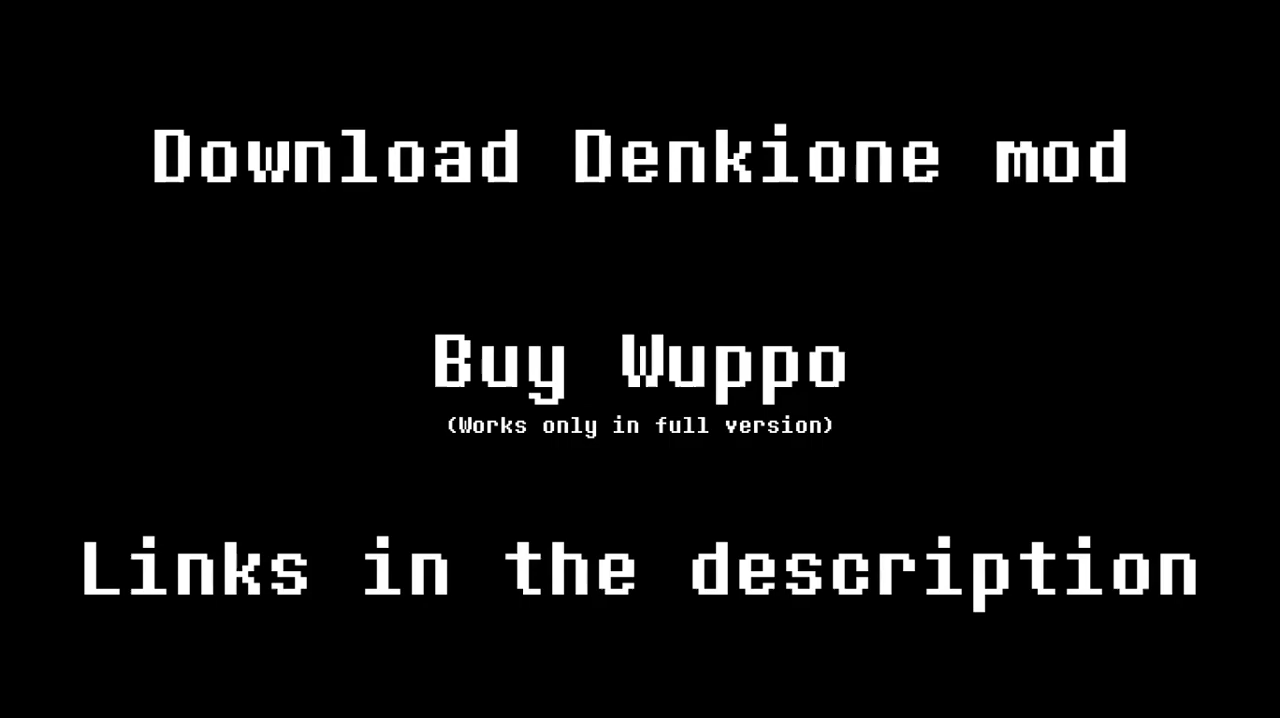 Download Denkione mod
Buy Wuppo
(Works only in full version)
Links in the description